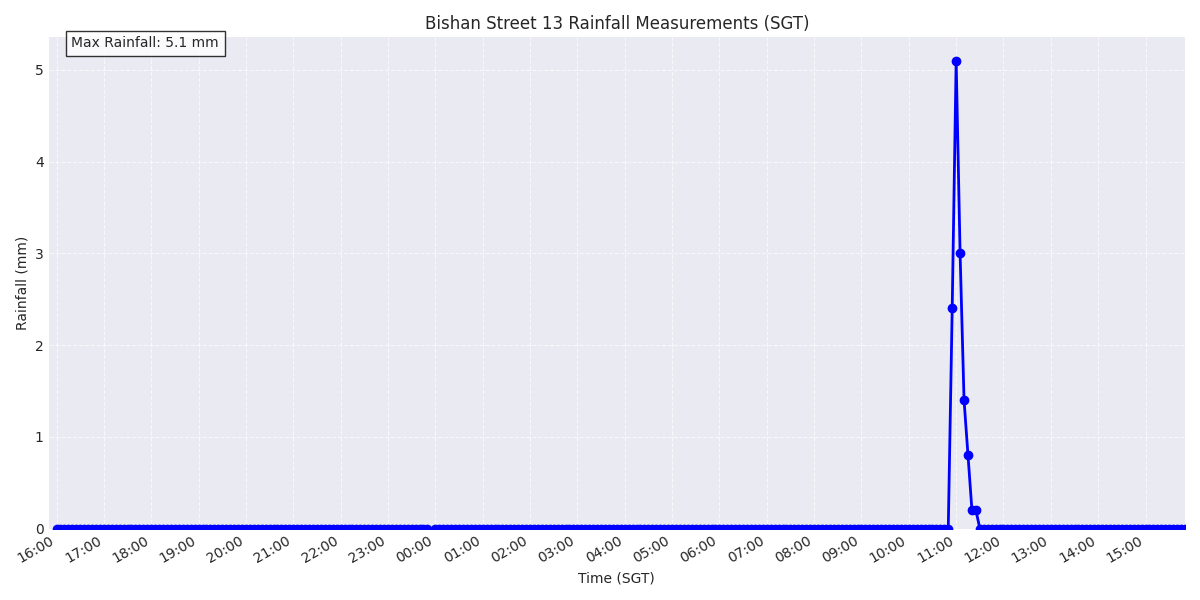 Bishan Street 13 Rainfall Measurements (SGT)
Max Rainfall: 5.1 mm
5
4
3
2
1
0
Rainfall (mm)
16:00 17:00 18:00 19:00 20:00 21:00 22:00 23:00 00:00 01:00 02:00 03:00 04:00 05:00 06:00 07:00 08:00 09:00 10:00 11:00 12:00 13:00 14:00 15:00
Time (SGT)